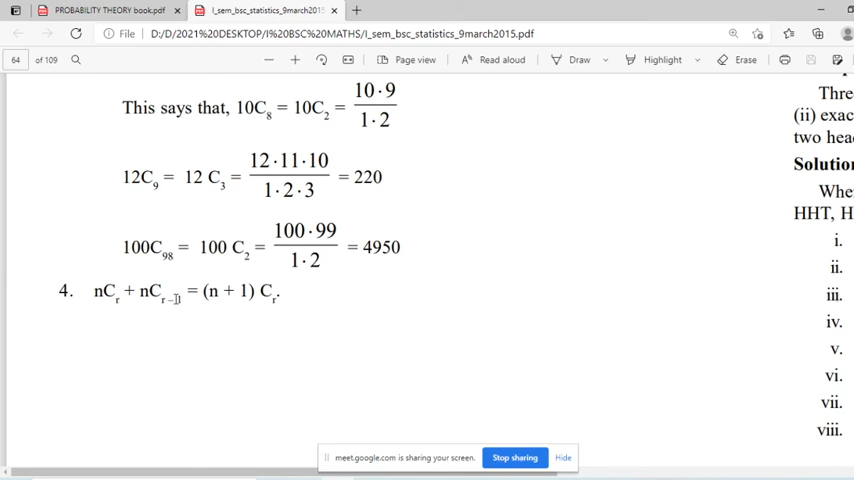 PROBABILITY THEORY book.pdf
I_sem_bsc_statistics_9march2015.
File D:/D/2021%20DESKTOP/I%20BSC%20MATHS/I_sem_bsc_statistics_9march2015.pdf
64 of 109 Page view Read aloud Draw Highlight Erase
This says that, 10C8 = 10C2 = 10·9 / 1·2
12C9 = 12 C3 = 12·11·10 / 1·2·3 = 220
100C98 = 100 C2 = 100·99 / 1·2 = 4950
4. nCr + nCr–1 = (n + 1) Cr.
Thre
(ii) exac
two hea
Solution
Whe
HHT, H
i.
ii.
iii.
iv.
v.
vi.
vii.
viii.
meet.google.com is sharing your screen. Stop sharing Hide